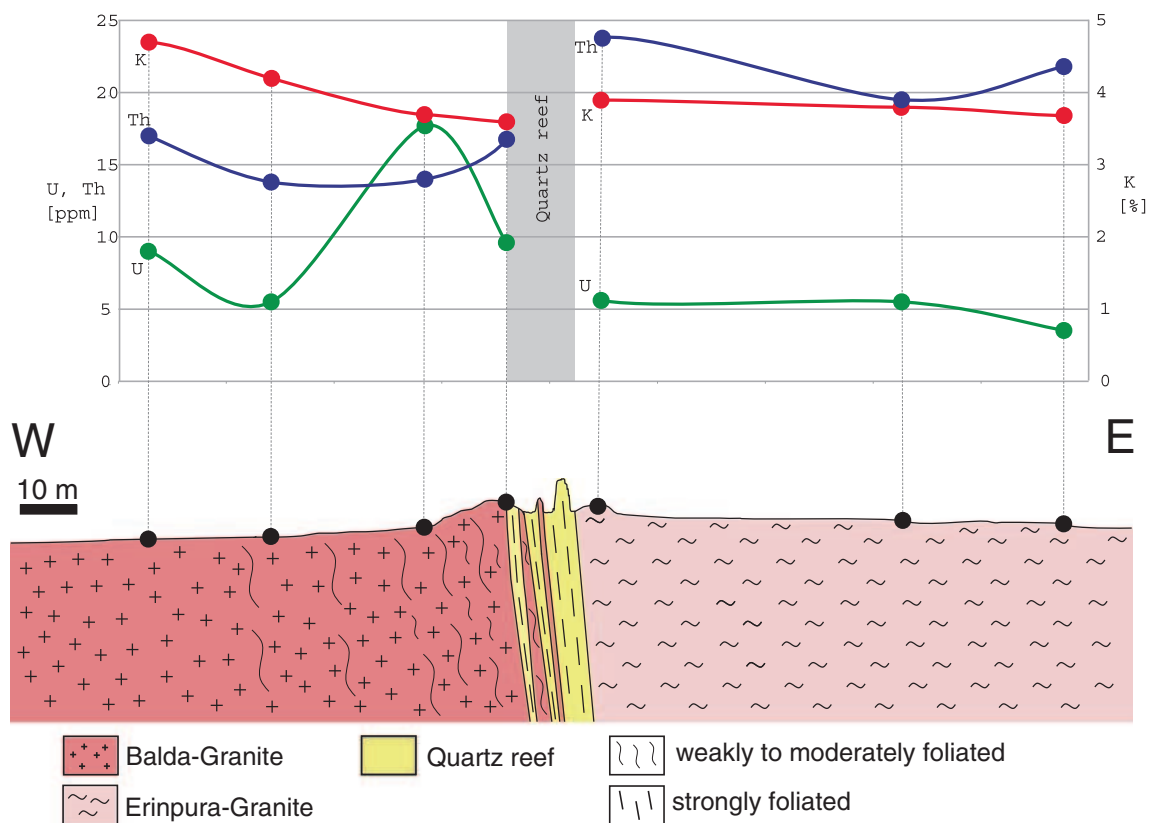 25
5
K
Th
20
4
Th
K
15
3
U, Th
[ppm]
Quartz reef
K
[%]
10
2
U
U
5
1
0
0
W
E
10 m
Balda-Granite
Quartz reef
weakly to moderately foliated
Erinpura-Granite
strongly foliated